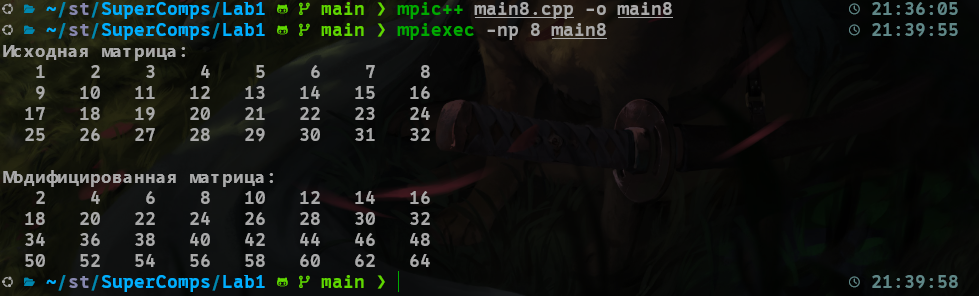 ~/st/SuperComps/Lab1 main ❯ mpic++ main8.cpp -o main8 21:36:05
~/st/SuperComps/Lab1 main ❯ mpiexec -np 8 main8 21:39:55
Исходная матрица:
1 2 3 4 5 6 7 8
9 10 11 12 13 14 15 16
17 18 19 20 21 22 23 24
25 26 27 28 29 30 31 32
Модифицированная матрица:
2 4 6 8 10 12 14 16
18 20 22 24 26 28 30 32
34 36 38 40 42 44 46 48
50 52 54 56 58 60 62 64
~/st/SuperComps/Lab1 main ❯ 21:39:58